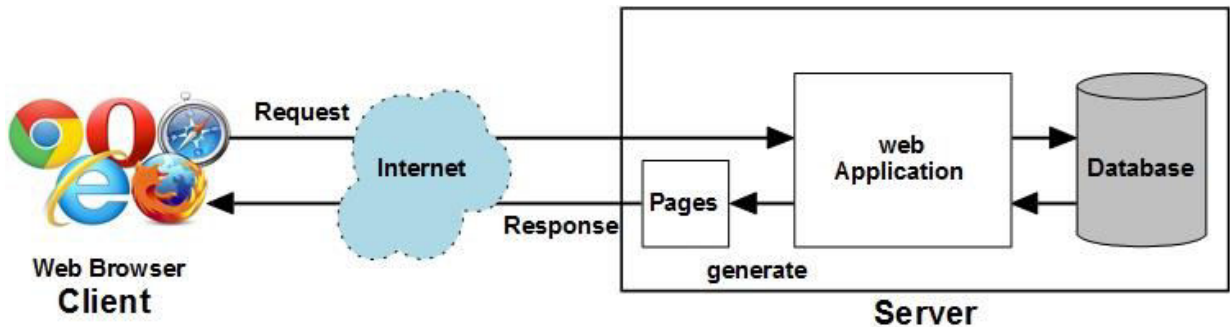 Request
Internet
web
Application
Database
Pages
Response
generate
Web Browser
Client
Server